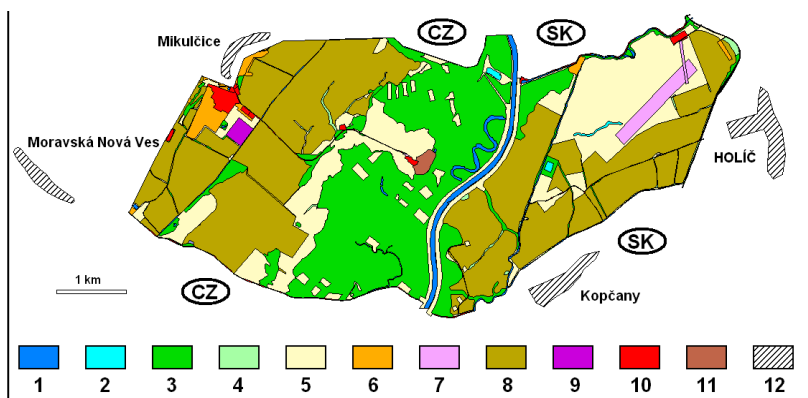 Mikulčice
CZ
SK
Moravská Nová Ves
HOLÍČ
SK
1 km
CZ
Kopčany
1 2 3 4 5 6 7 8 9 10 11 12